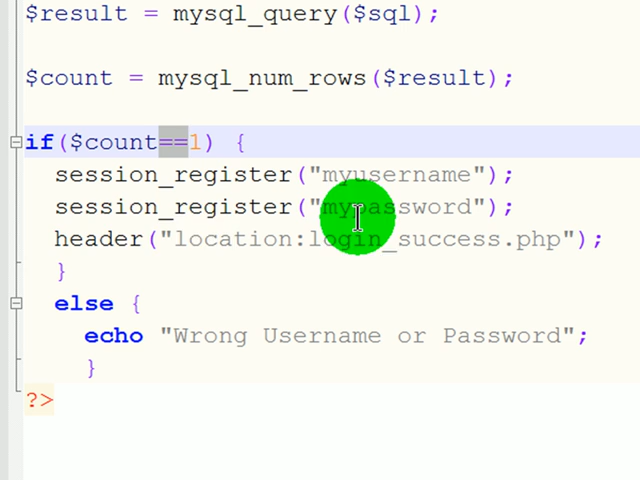 $result = mysql_query($sql);
$count = mysql_num_rows($result);
if($count==1) {
session_register("myusername");
session_register("mypassword");
header("location:login_success.php");
}
else {
echo "Wrong Username or Password";
}
?>